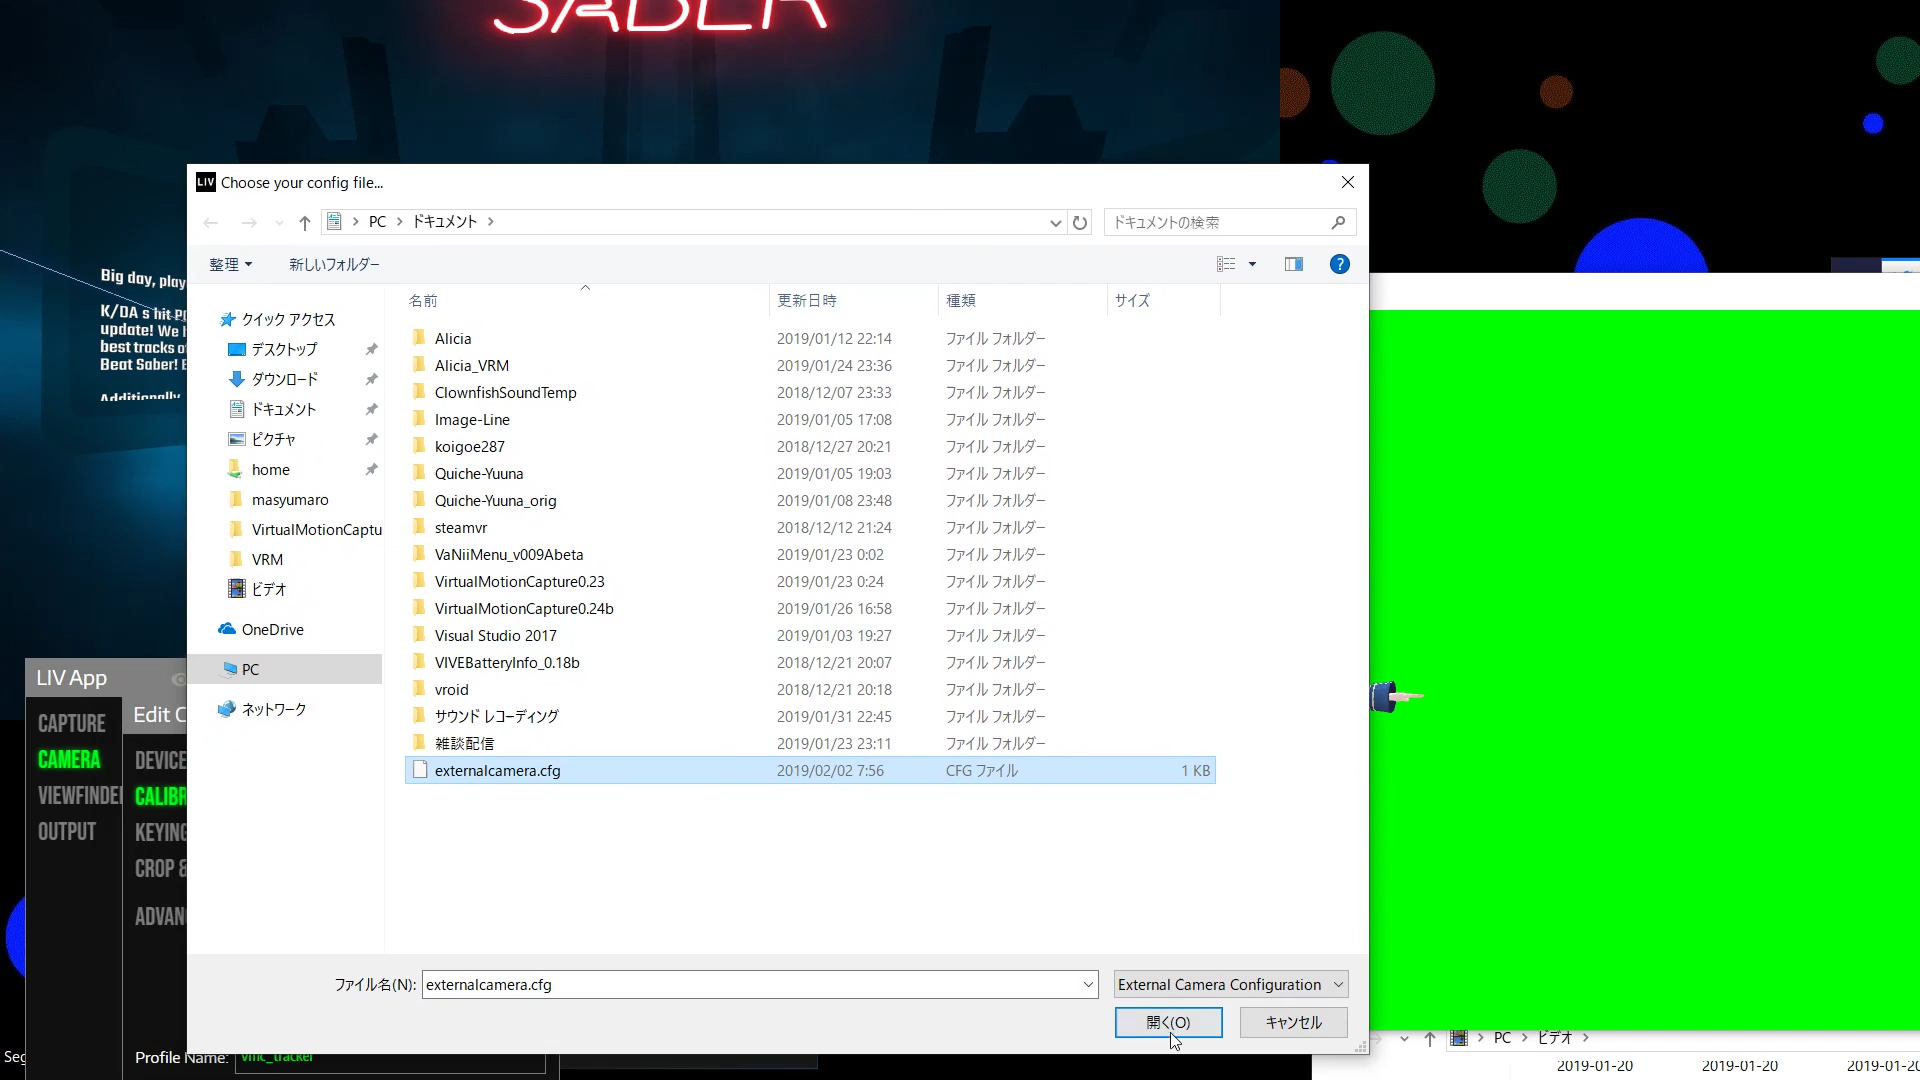 SABER
LIV Choose your config file...
PC ドキュメント
ドキュメントの検索
整理
新しいフォルダー
名前 更新日時 種類 サイズ
Alicia 2019/01/12 22:14 ファイル フォルダー
Alicia_VRM 2019/01/24 23:36 ファイル フォルダー
ClownfishSoundTemp 2018/12/07 23:33 ファイル フォルダー
Image-Line 2019/01/05 17:08 ファイル フォルダー
koigoe287 2018/12/27 20:21 ファイル フォルダー
Quiche-Yuuna 2019/01/05 19:03 ファイル フォルダー
Quiche-Yuuna_orig 2019/01/08 23:48 ファイル フォルダー
steamvr 2018/12/12 21:24 ファイル フォルダー
VaNiiMenu_v009Abeta 2019/01/23 0:02 ファイル フォルダー
VirtualMotionCapture0.23 2019/01/23 0:24 ファイル フォルダー
VirtualMotionCapture0.24b 2019/01/26 16:58 ファイル フォルダー
Visual Studio 2017 2019/01/03 19:27 ファイル フォルダー
VIVEBatteryInfo_0.18b 2018/12/21 20:07 ファイル フォルダー
vroid 2018/12/21 20:18 ファイル フォルダー
サウンド レコーディング 2019/01/31 22:45 ファイル フォルダー
雑談配信 2019/01/23 23:11 ファイル フォルダー
externalcamera.cfg 2019/02/02 7:56 CFG ファイル 1 KB
クイック アクセス
デスクトップ
ダウンロード
ドキュメント
ピクチャ
home
masyumaro
VirtualMotionCaptu
VRM
ビデオ
OneDrive
PC
ネットワーク
ファイル名(N): externalcamera.cfg
External Camera Configuration
開く(O)
キャンセル
Big day, play
K/DA s hit
update! We
best tracks
Beat Saber!
Additionally
LIV App
CAPTURE
CAMERA
VIEWFINDE
OUTPUT
Edit C
DEVICE
CALIBR
KEYING
CROP &
ADVAN
Profile Name: vmc_tracker
PC ビデオ
2019-01-20 2019-01-20